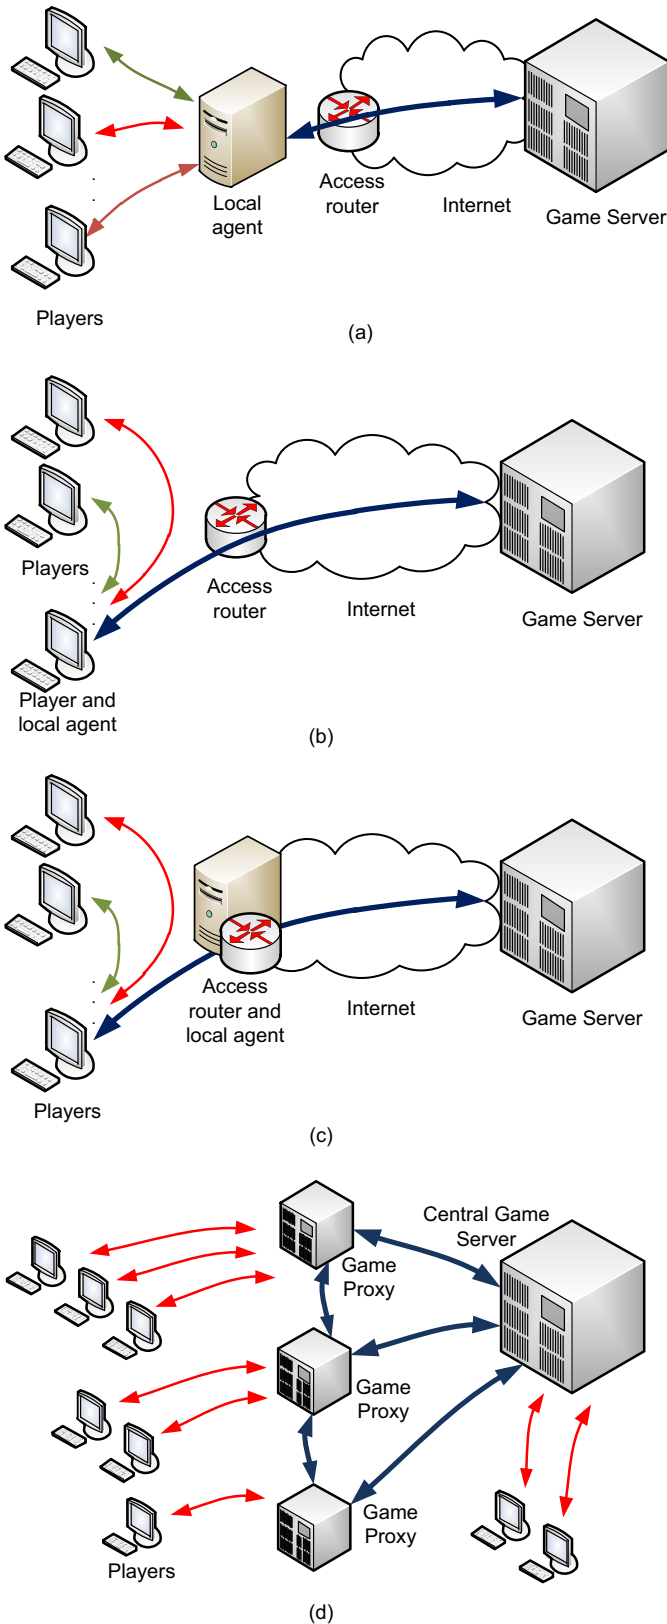 Local
agent
Access
router
Internet
Game Server
Players
(a)
Players
Access
router
Internet
Game Server
Player and
local agent
(b)
Access
router and
local agent
Internet
Game Server
Players
(c)
Central Game
Server
Game
Proxy
Game
Proxy
Game
Proxy
Players
(d)